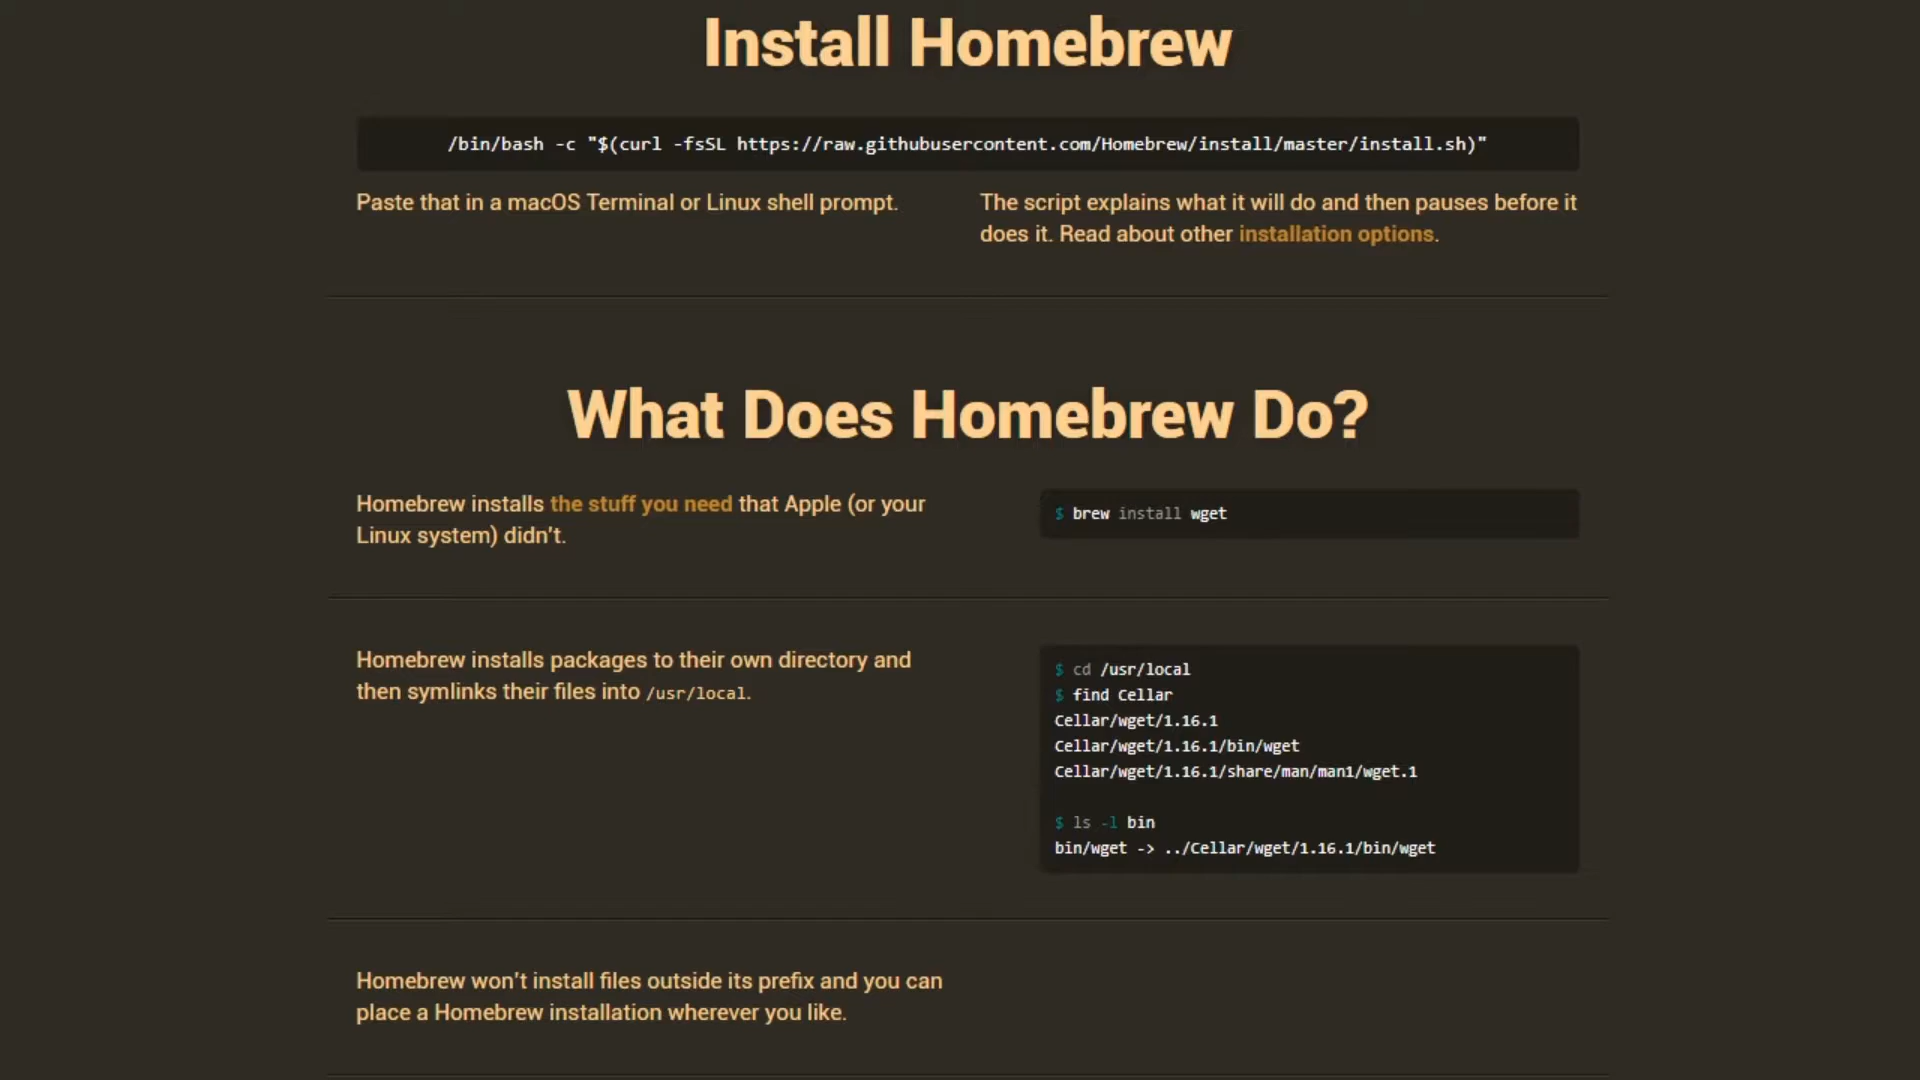 Install Homebrew
/bin/bash -c "$(curl -fsSL https://raw.githubusercontent.com/Homebrew/install/master/install.sh)"
Paste that in a macOS Terminal or Linux shell prompt.
The script explains what it will do and then pauses before it
does it. Read about other installation options.
What Does Homebrew Do?
Homebrew installs the stuff you need that Apple (or your
Linux system) didn’t.
$ brew install wget
Homebrew installs packages to their own directory and
then symlinks their files into /usr/local.
$ cd /usr/local
$ find Cellar
Cellar/wget/1.16.1
Cellar/wget/1.16.1/bin/wget
Cellar/wget/1.16.1/share/man/man1/wget.1
$ ls -l bin
bin/wget -> ../Cellar/wget/1.16.1/bin/wget
Homebrew won’t install files outside its prefix and you can
place a Homebrew installation wherever you like.